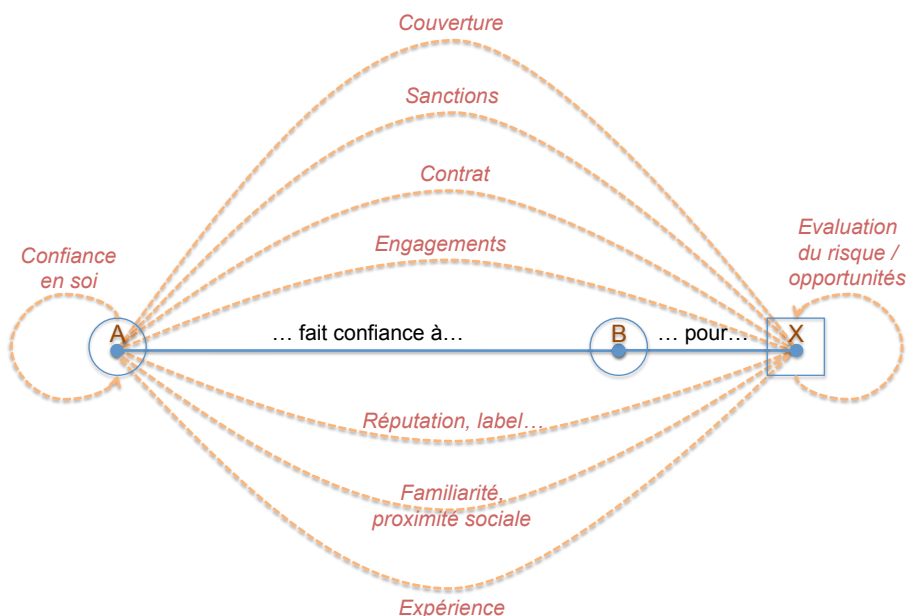 Couverture
Sanctions
Contrat
Engagements
Confiance
en soi
Evaluation
du risque /
opportunités
A
… fait confiance à…
B
… pour…
X
Réputation, label…
Familiarité,
proximité sociale
Expérience